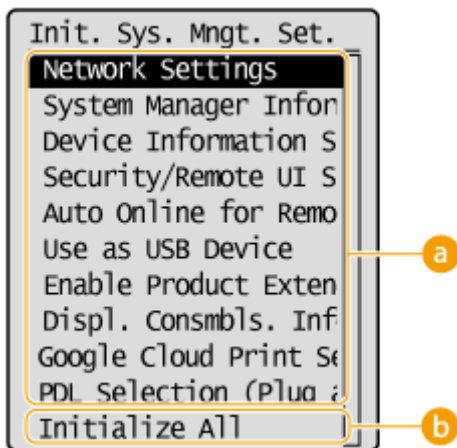 Init. Sys. Mngt. Set.
Network Settings
System Manager Infor
Device Information S
Security/Remote UI S
Auto Online for Remo
Use as USB Device
Enable Product Exten
Displ. Consmbls. Inf
Google Cloud Print Se
PDL Selection (Plug a
Initialize All
a
b